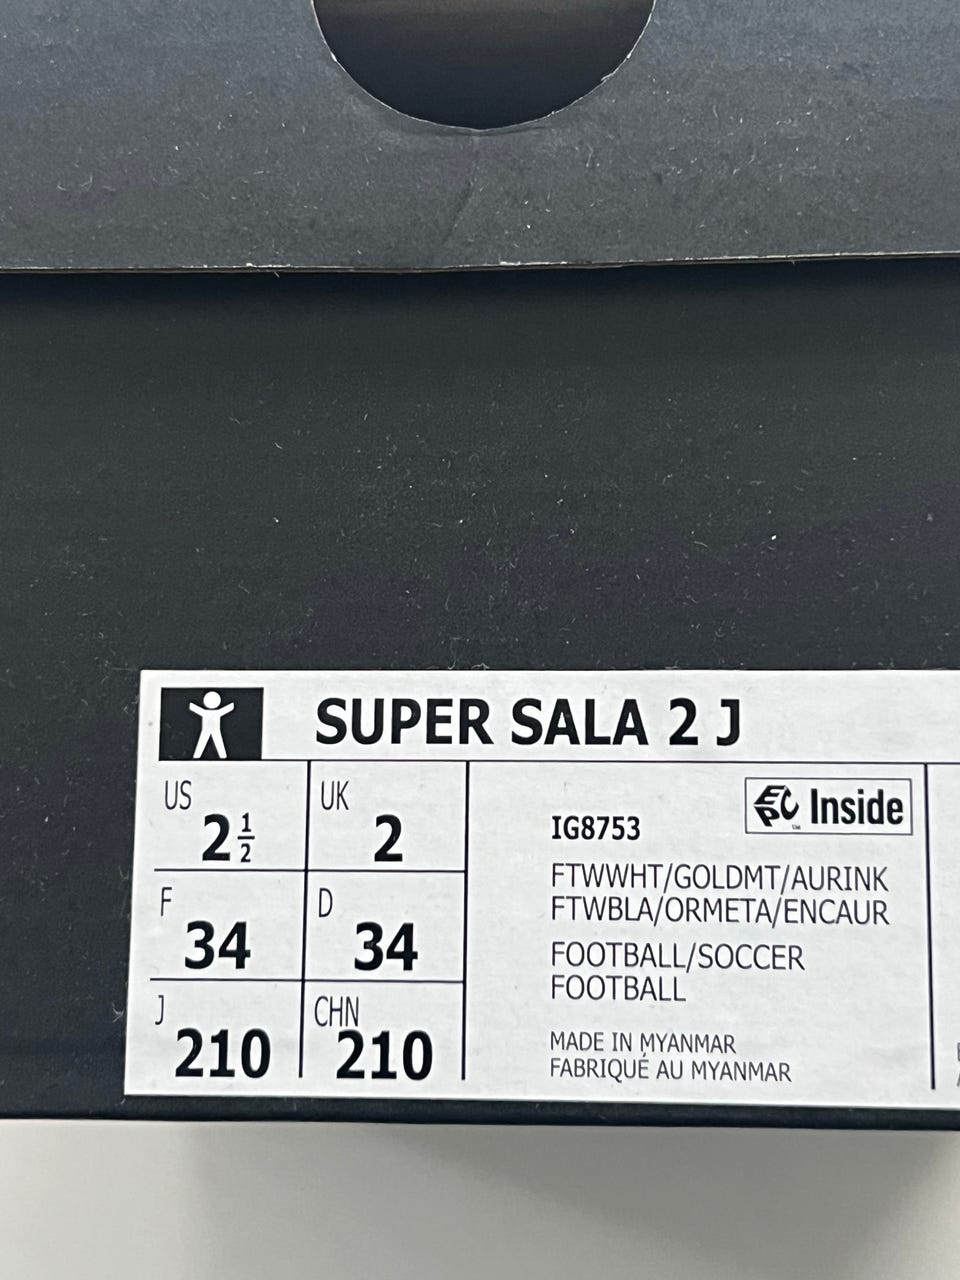 SUPER SALA 2 J
US 2 1/2
UK 2
F 34
D 34
J 210
CHN 210
EPC™ Inside
IG8753
FTWWHT/GOLDMT/AURINK
FTWBLA/ORMETA/ENCAUR
FOOTBALL/SOCCER
FOOTBALL
MADE IN MYANMAR
FABRIQUÉ AU MYANMAR